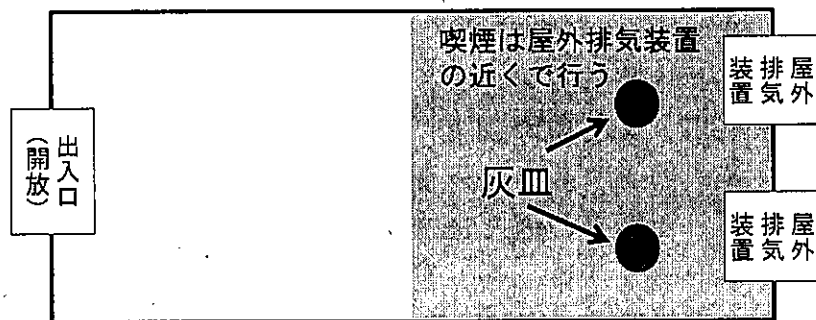 喫煙は屋外排気装置
の近くで行う
屋外
排気
装置
出入口
(開放)
灰皿
屋外
排気
装置